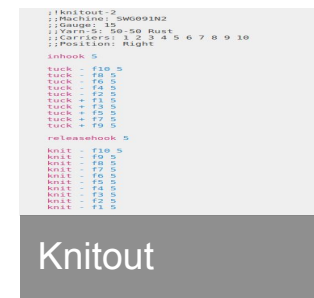 ;!knitout-2
;;Machine: SWG091N2
;;Gauge: 15
;;Yarn-5: 50-50 Rust
;;Carriers: 1 2 3 4 5 6 7 8 9 10
;;Position: Right
inhook 5
tuck - f10 5
tuck - f8 5
tuck - f6 5
tuck - f4 5
tuck - f2 5
tuck + f1 5
tuck + f3 5
tuck + f5 5
tuck + f7 5
tuck + f9 5
releasehook 5
knit - f10 5
knit - f9 5
knit - f8 5
knit - f7 5
knit - f6 5
knit - f5 5
knit - f4 5
knit - f3 5
knit - f2 5
knit - f1 5
Knitout